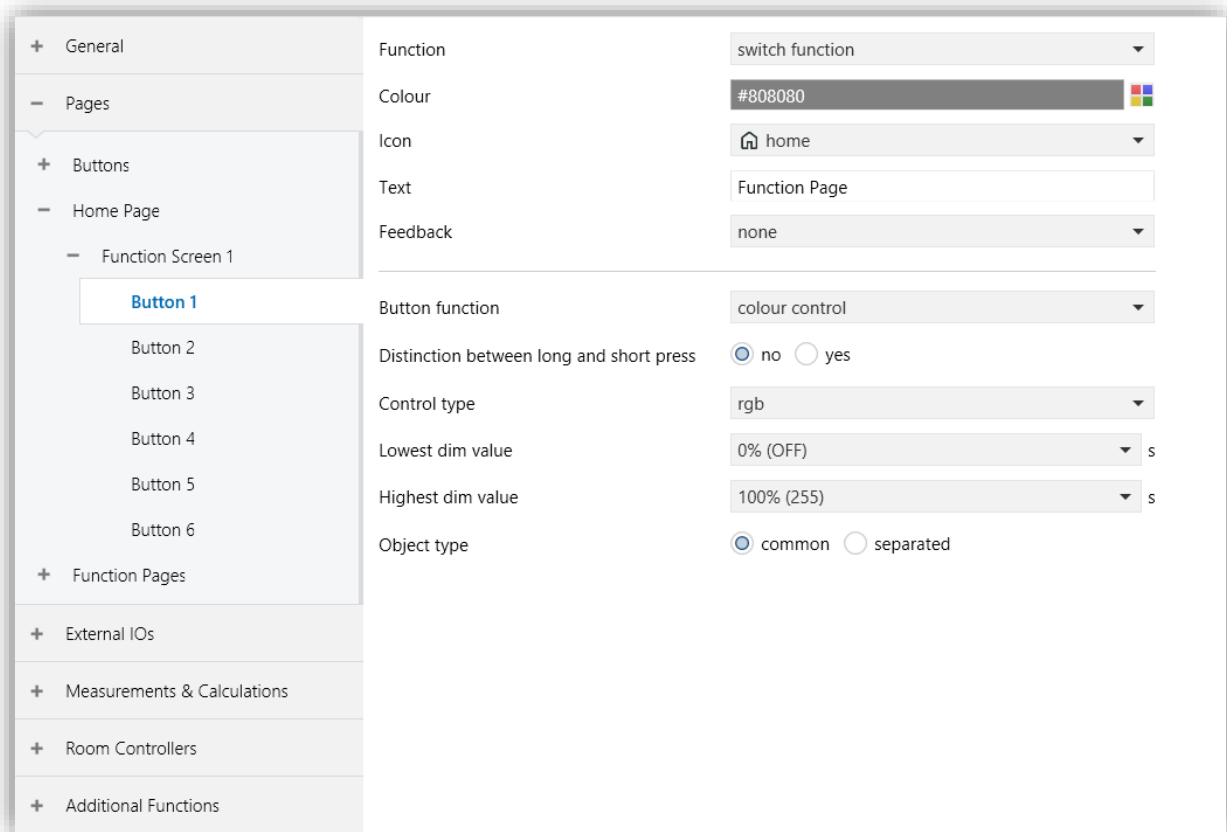 General
Pages
Buttons
Home Page
Function Screen 1
Button 1
Button 2
Button 3
Button 4
Button 5
Button 6
Function Pages
External IOs
Measurements & Calculations
Room Controllers
Additional Functions
Function switch function
Colour #808080
Icon home
Text Function Page
Feedback none
Button function colour control
Distinction between long and short press no yes
Control type rgb
Lowest dim value 0% (OFF) s
Highest dim value 100% (255) s
Object type common separated